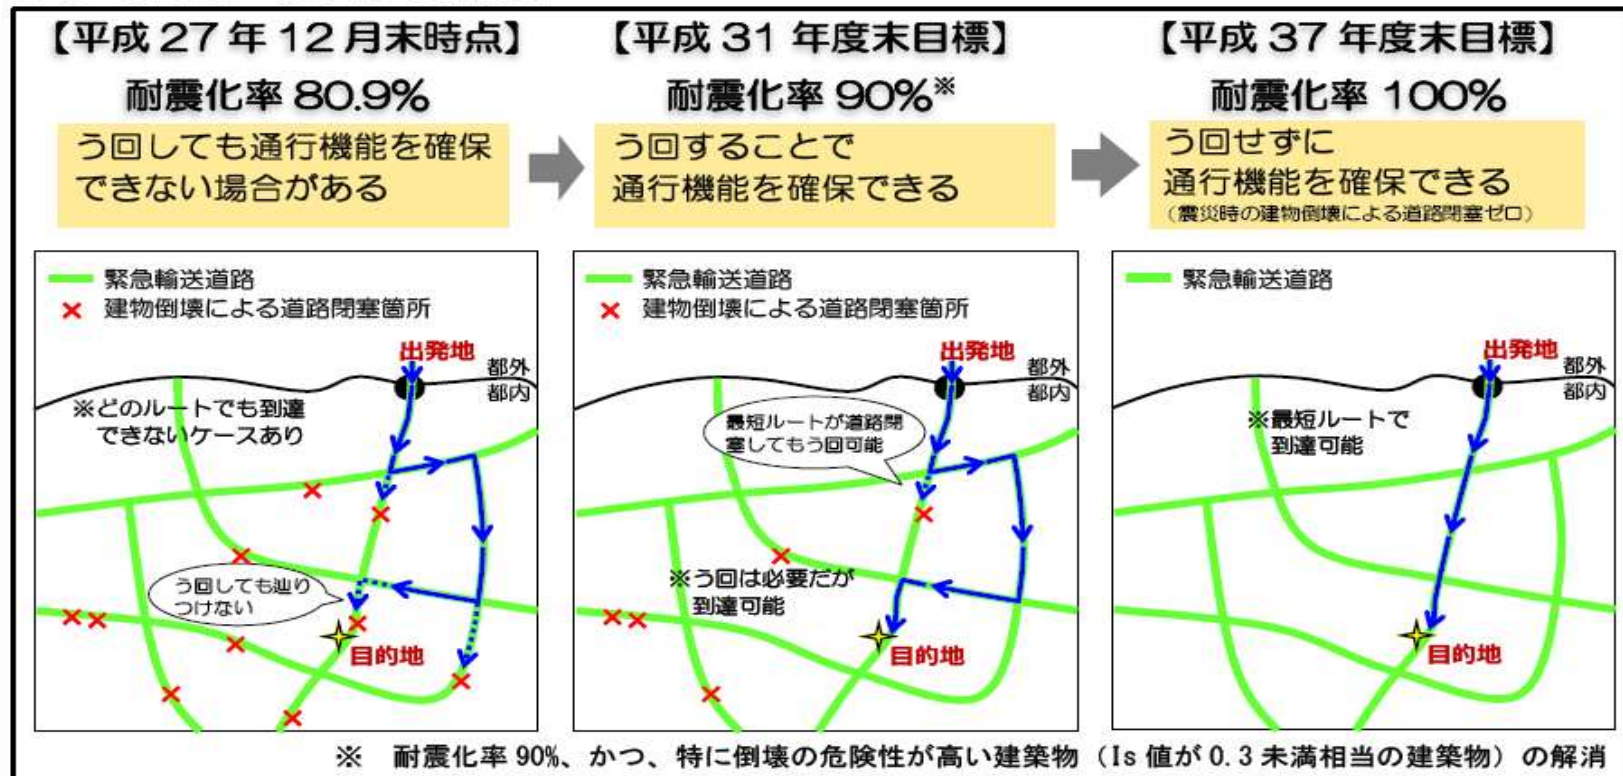 【平成27年12月末時点】
耐震化率80.9%
う回しても通行機能を確保
できない場合がある
【平成31年度末目標】
耐震化率90%※
う回することで
通行機能を確保できる
【平成37年度末目標】
耐震化率100%
う回せずに
通行機能を確保できる
（震災時の建物倒壊による道路閉塞ゼロ）
緊急輸送道路
建物倒壊による道路閉塞箇所
出発地
都外
都内
※どのルートでも到達
できないケースあり
う回しても辿り
つけない
目的地
緊急輸送道路
建物倒壊による道路閉塞箇所
出発地
都外
都内
最短ルートが道路閉
塞してもう回可能
※う回は必要だが
到達可能
目的地
緊急輸送道路
出発地
都外
都内
※最短ルートで
到達可能
目的地
※　耐震化率90%、かつ、特に倒壊の危険性が高い建築物（Is値が0.3未満相当の建築物）の解消